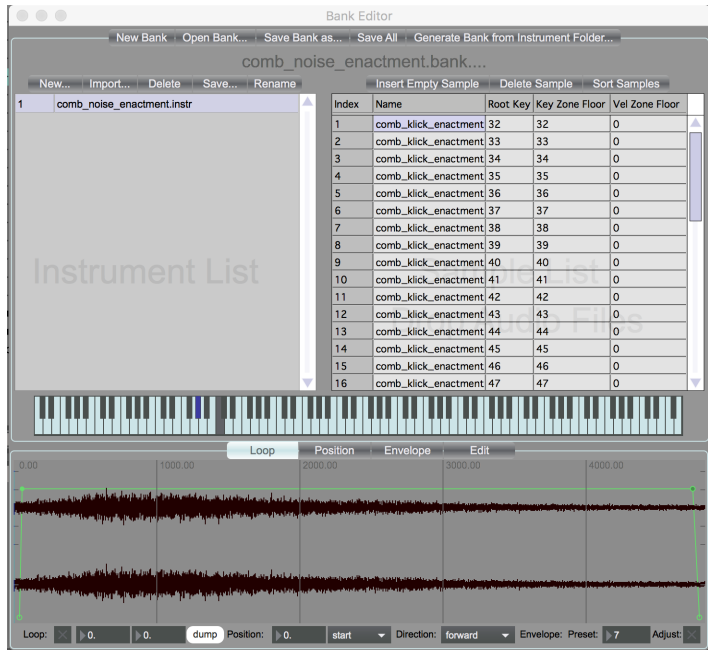 Bank Editor
New Bank Open Bank... Save Bank as... Save All Generate Bank from Instrument Folder...
comb_noise_enactment.bank....
New... Import... Delete Save... Rename
Insert Empty Sample Delete Sample Sort Samples
1 comb_noise_enactment.instr
Instrument List
Index Name Root Key Key Zone Floor Vel Zone Floor
1 comb_klick_enactment 32 32 0
2 comb_klick_enactment 33 33 0
3 comb_klick_enactment 34 34 0
4 comb_klick_enactment 35 35 0
5 comb_klick_enactment 36 36 0
6 comb_klick_enactment 37 37 0
7 comb_klick_enactment 38 38 0
8 comb_klick_enactment 39 39 0
9 comb_klick_enactment 40 40 0
10 comb_klick_enactment 41 41 0
11 comb_klick_enactment 42 42 0
12 comb_klick_enactment 43 43 0
13 comb_klick_enactment 44 44 0
14 comb_klick_enactment 45 45 0
15 comb_klick_enactment 46 46 0
16 comb_klick_enactment 47 47 0
Sample List
Audio Files
Loop Position Envelope Edit
0.00 1000.00 2000.00 3000.00 4000.00
Loop: 0. 0. dump Position: 0. start Direction: forward Envelope: Preset: 7 Adjust: